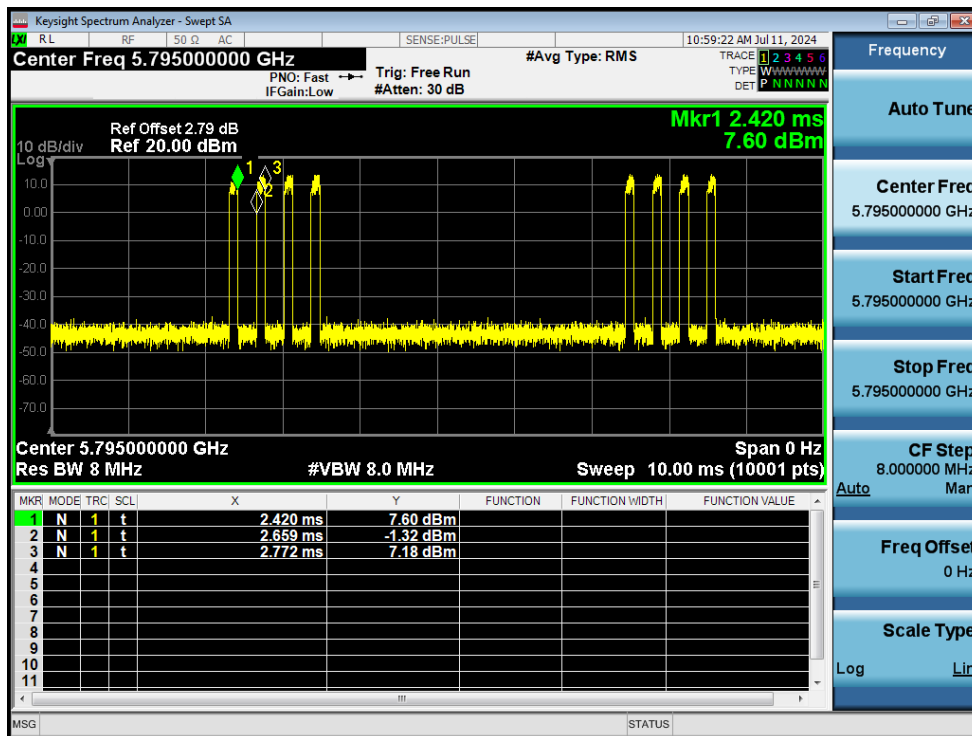 Keysight Spectrum Analyzer - Swept SA
LXI RL RF 50 Ω AC SENSE:PULSE 10:59:22 AM Jul 11, 2024
Center Freq 5.795000000 GHz
PNO: Fast
IFGain:Low
Trig: Free Run
#Atten: 30 dB
#Avg Type: RMS
TRACE 1 2 3 4 5 6
TYPE WWWWWW
DET P N N N N N
Mkr1 2.420 ms
7.60 dBm
Ref Offset 2.79 dB
10 dB/div Ref 20.00 dBm
Log
1 3
2
10.0
0.00
-10.0
-20.0
-30.0
-40.0
-50.0
-60.0
-70.0
Center 5.795000000 GHz Span 0 Hz
Res BW 8 MHz #VBW 8.0 MHz Sweep 10.00 ms (10001 pts)
MKR MODE TRC SCL X Y FUNCTION FUNCTION WIDTH FUNCTION VALUE
1 N 1 t 2.420 ms 7.60 dBm
2 N 1 t 2.659 ms -1.32 dBm
3 N 1 t 2.772 ms 7.18 dBm
4
5
6
7
8
9
10
11
MSG STATUS
Frequency
Auto Tune
Center Freq
5.795000000 GHz
Start Freq
5.795000000 GHz
Stop Freq
5.795000000 GHz
CF Step
8.000000 MHz
Auto Man
Freq Offset
0 Hz
Scale Type
Log Lin